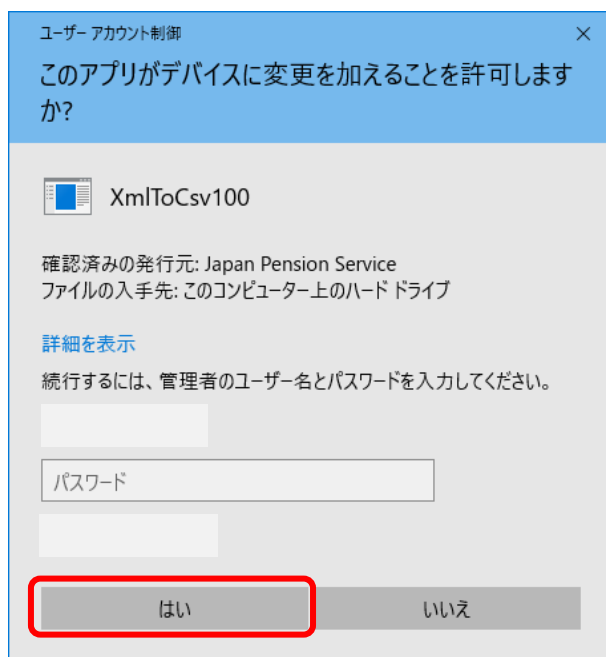 ユーザー アカウント制御
このアプリがデバイスに変更を加えることを許可します
か?
XmlToCsv100
確認済みの発行元: Japan Pension Service
ファイルの入手先: このコンピューター上のハード ドライブ
詳細を表示
続行するには、管理者のユーザー名とパスワードを入力してください。
パスワード
はい
いいえ